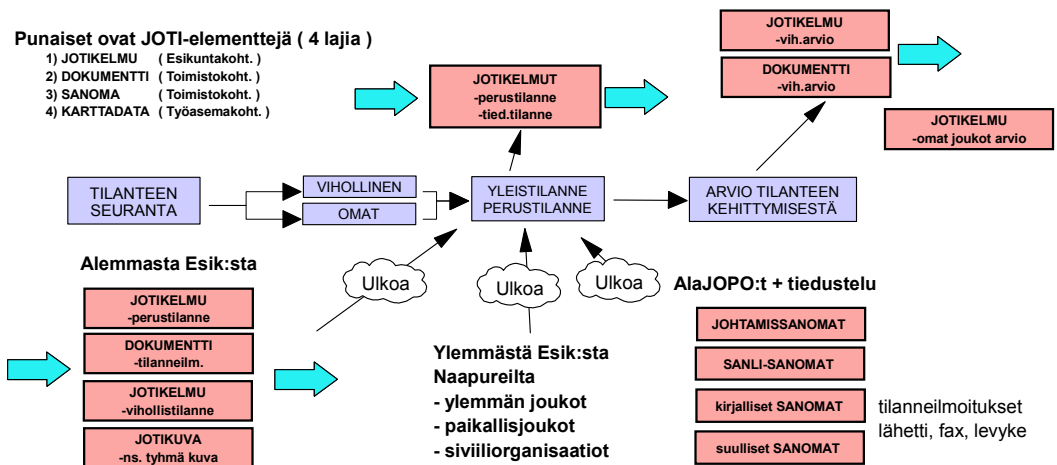 Punaiset ovat JOTI-elementtejä ( 4 lajia )
1) JOTIKELMU ( Esikuntakoht. )
2) DOKUMENTTI ( Toimistokoht. )
3) SANOMA ( Toimistokoht. )
4) KARTTADATA ( Työasemakoht. )
JOTIKELMUT
-perustilanne
-tied.tilanne
JOTIKELMU
-vih.arvio
DOKUMENTTI
-vih.arvio
JOTIKELMU
-omat joukot arvio
TILANTEEN
SEURANTA
VIHOLLINEN
OMAT
YLEISTILANNE
PERUSTILANNE
ARVIO TILANTEEN
KEHITTYMISESTÄ
Ulkoa
Ulkoa
Ulkoa
Alemmasta Esik:sta
JOTIKELMU
-perustilanne
DOKUMENTTI
-tilanneilm.
JOTIKELMU
-vihollistilanne
JOTIKUVA
-ns. tyhmä kuva
Ylemmästä Esik:sta
Naapureilta
- ylemmän joukot
- paikallisjoukot
- siviiliorganisaatiot
AlaJOPO:t + tiedustelu
JOHTAMISSANOMAT
SANLI-SANOMAT
kirjalliset SANOMAT
suulliset SANOMAT
tilanneilmoitukset
lähetti, fax, levyke